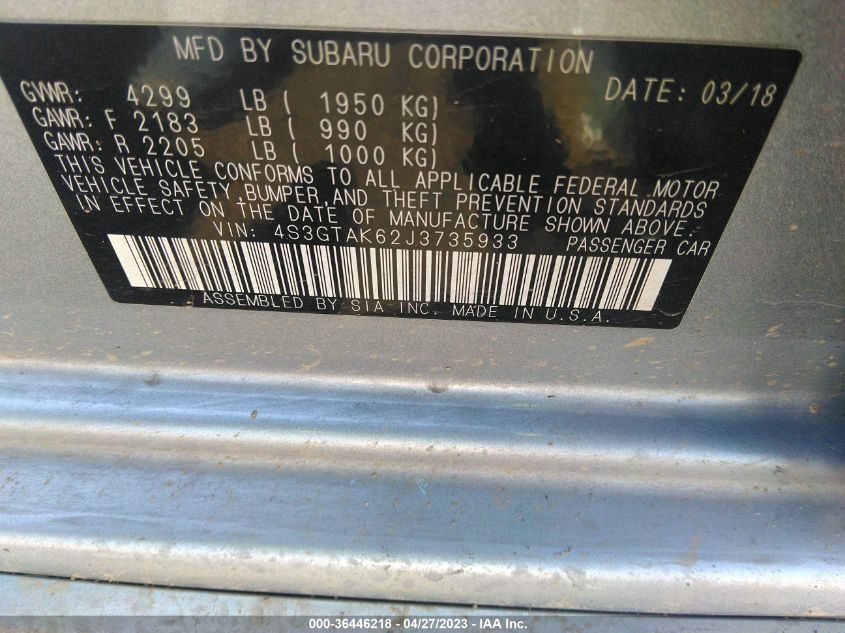 MFD BY SUBARU CORPORATION
DATE: 03/18
GVWR: 4299 LB ( 1950 KG)
GAWR: F 2183 LB ( 990 KG)
GAWR: R 2205 LB ( 1000 KG)
THIS VEHICLE CONFORMS TO ALL APPLICABLE FEDERAL MOTOR
VEHICLE SAFETY, BUMPER, AND THEFT PREVENTION STANDARDS
IN EFFECT ON THE DATE OF MANUFACTURE SHOWN ABOVE.
VIN: 4S3GTAK62J3735933 PASSENGER CAR
ASSEMBLED BY SIA INC. MADE IN U.S.A.
000-36446218 - 04/27/2023 - IAA Inc.